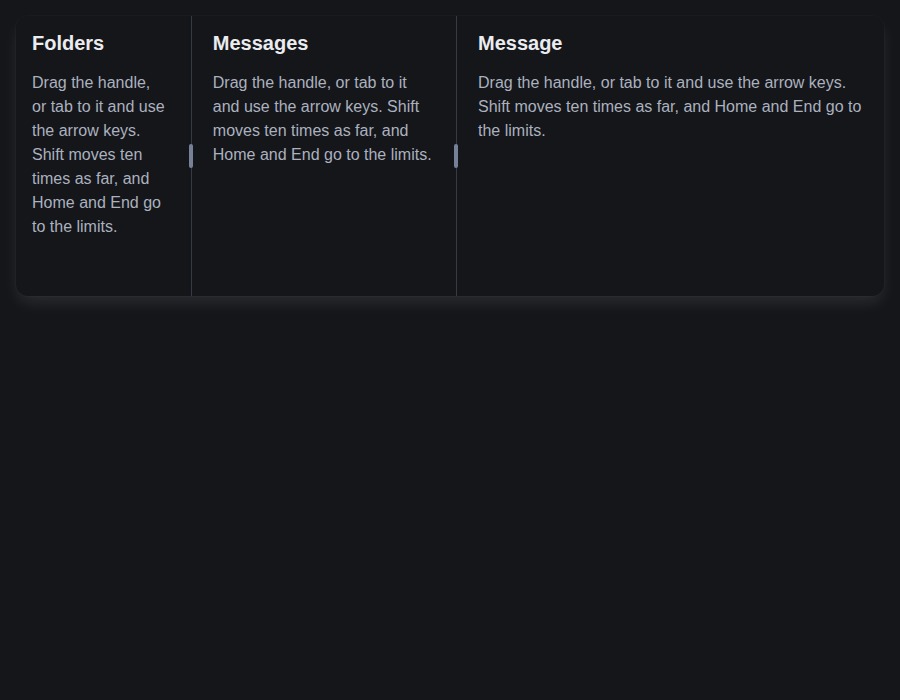 Folders
Drag the handle,
or tab to it and use
the arrow keys.
Shift moves ten
times as far, and
Home and End go
to the limits.
Messages
Drag the handle, or tab to it
and use the arrow keys. Shift
moves ten times as far, and
Home and End go to the limits.
Message
Drag the handle, or tab to it and use the arrow keys.
Shift moves ten times as far, and Home and End go to
the limits.